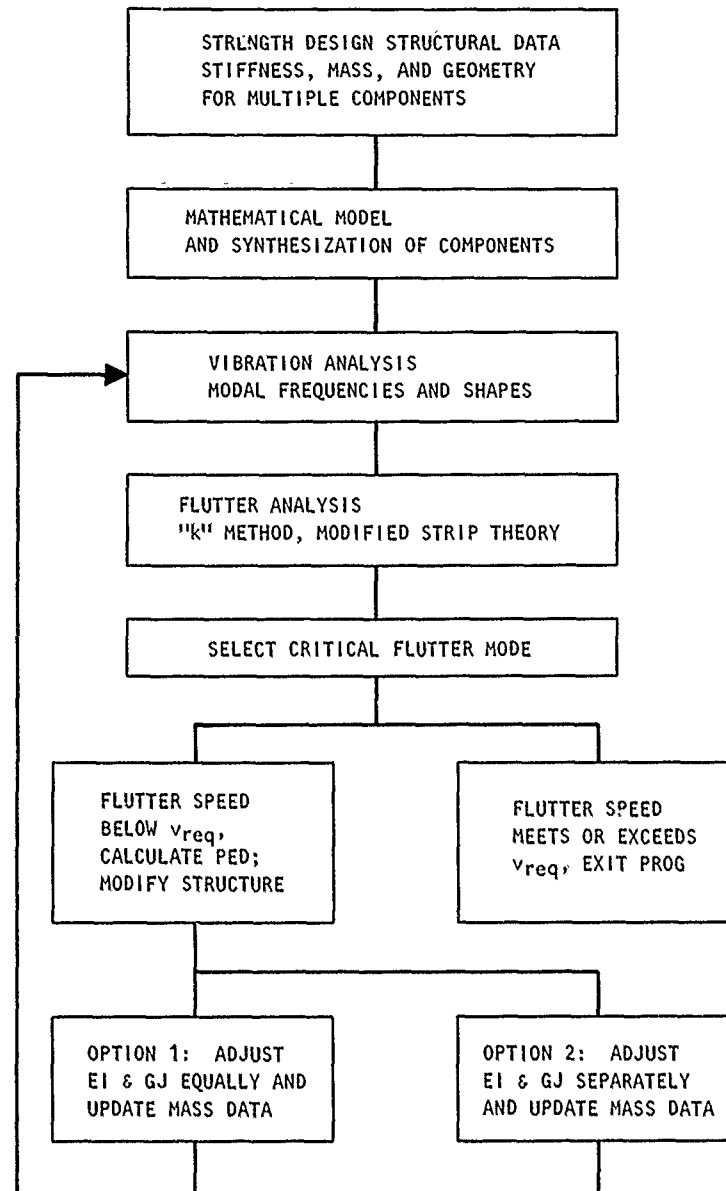 STRENGTH DESIGN STRUCTURAL DATA
STIFFNESS, MASS, AND GEOMETRY
FOR MULTIPLE COMPONENTS
MATHEMATICAL MODEL
AND SYNTHESIZATION OF COMPONENTS
VIBRATION ANALYSIS
MODAL FREQUENCIES AND SHAPES
FLUTTER ANALYSIS
"k" METHOD, MODIFIED STRIP THEORY
SELECT CRITICAL FLUTTER MODE
FLUTTER SPEED
BELOW vreq,
CALCULATE PED;
MODIFY STRUCTURE
FLUTTER SPEED
MEETS OR EXCEEDS
vreq, EXIT PROG
OPTION 1: ADJUST
EI & GJ EQUALLY AND
UPDATE MASS DATA
OPTION 2: ADJUST
EI & GJ SEPARATELY
AND UPDATE MASS DATA